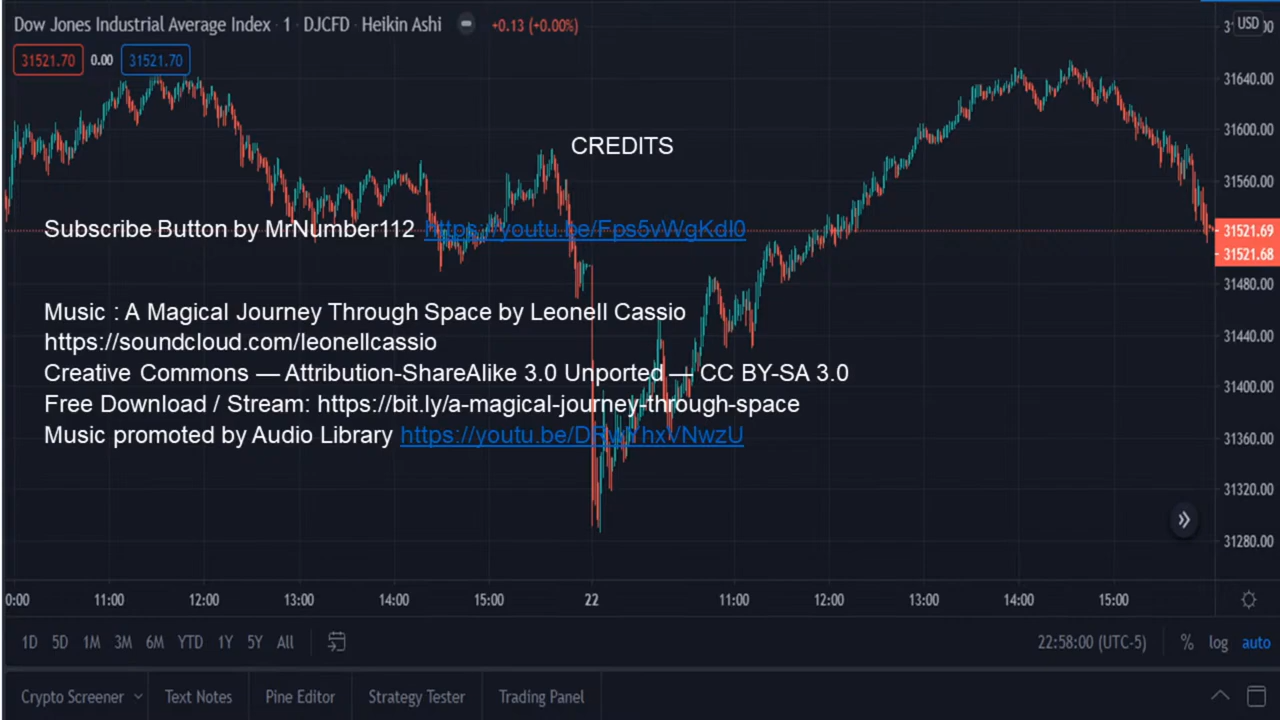 Dow Jones Industrial Average Index · 1 · DJCFD · Heikin Ashi +0.13 (+0.00%)
USD
31521.70 0.00 31521.70
31640.00
CREDITS
31600.00
31560.00
Subscribe Button by MrNumber112 https://youtu.be/Fps5vWgKdl0
31521.69
31521.68
31480.00
Music : A Magical Journey Through Space by Leonell Cassio
https://soundcloud.com/leonellcassio
31440.00
Creative Commons — Attribution-ShareAlike 3.0 Unported — CC BY-SA 3.0
31400.00
Free Download / Stream: https://bit.ly/a-magical-journey-through-space
Music promoted by Audio Library
31360.00
31320.00
31280.00
0:00 11:00 12:00 13:00 14:00 15:00 22 11:00 12:00 13:00 14:00 15:00
1D 5D 1M 3M 6M YTD 1Y 5Y All 22:58:00 (UTC-5) % log auto
Crypto Screener Text Notes Pine Editor Strategy Tester Trading Panel